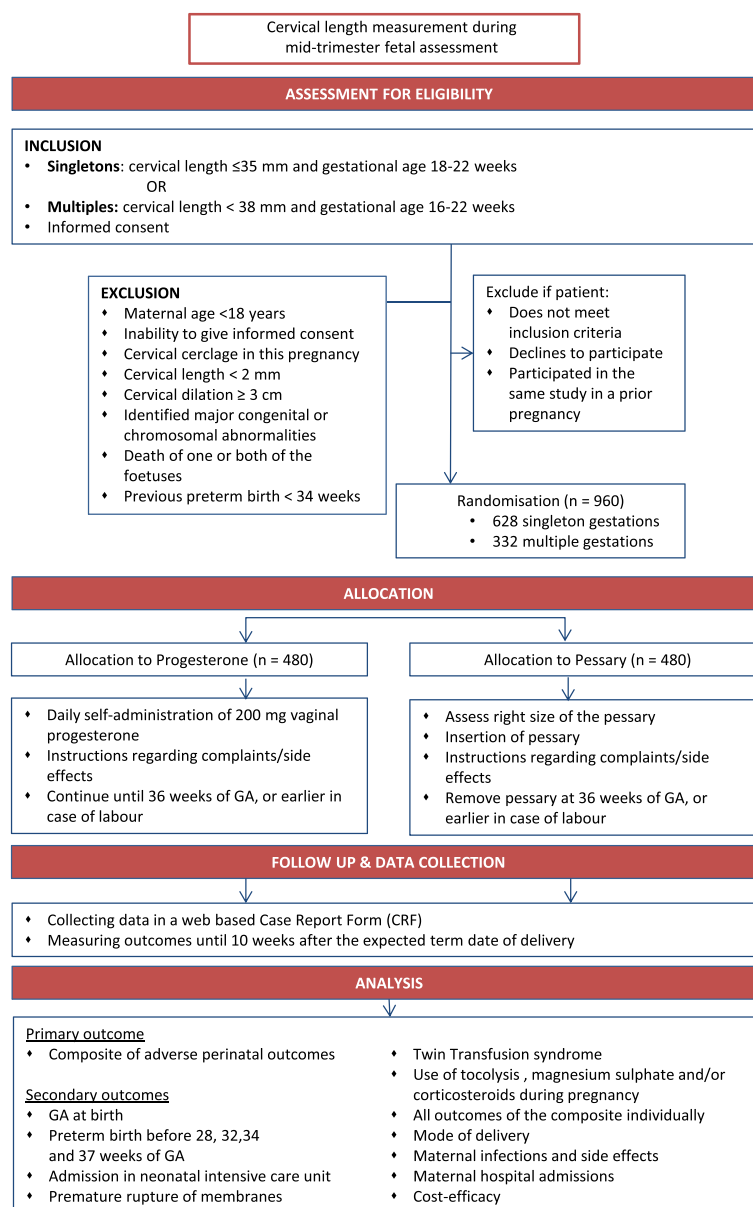 Cervical length measurement during
mid-trimester fetal assessment
ASSESSMENT FOR ELIGIBILITY
INCLUSION
• Singletons: cervical length ≤35 mm and gestational age 18-22 weeks
OR
• Multiples: cervical length < 38 mm and gestational age 16-22 weeks
• Informed consent
EXCLUSION
♦ Maternal age <18 years
♦ Inability to give informed consent
♦ Cervical cerclage in this pregnancy
♦ Cervical length < 2 mm
♦ Cervical dilation ≥ 3 cm
♦ Identified major congenital or
chromosomal abnormalities
♦ Death of one or both of the
foetuses
♦ Previous preterm birth < 34 weeks
Exclude if patient:
♦ Does not meet
inclusion criteria
♦ Declines to participate
♦ Participated in the
same study in a prior
pregnancy
Randomisation (n = 960)
• 628 singleton gestations
• 332 multiple gestations
ALLOCATION
Allocation to Progesterone (n = 480)
♦ Daily self-administration of 200 mg vaginal
progesterone
♦ Instructions regarding complaints/side
effects
♦ Continue until 36 weeks of GA, or earlier in
case of labour
Allocation to Pessary (n = 480)
♦ Assess right size of the pessary
♦ Insertion of pessary
♦ Instructions regarding complaints/side
effects
♦ Remove pessary at 36 weeks of GA, or
earlier in case of labour
FOLLOW UP & DATA COLLECTION
♦ Collecting data in a web based Case Report Form (CRF)
♦ Measuring outcomes until 10 weeks after the expected term date of delivery
ANALYSIS
Primary outcome
♦ Composite of adverse perinatal outcomes
Secondary outcomes
♦ GA at birth
♦ Preterm birth before 28, 32,34
and 37 weeks of GA
♦ Admission in neonatal intensive care unit
♦ Premature rupture of membranes
♦ Twin Transfusion syndrome
♦ Use of tocolysis , magnesium sulphate and/or
corticosteroids during pregnancy
♦ All outcomes of the composite individually
♦ Mode of delivery
♦ Maternal infections and side effects
♦ Maternal hospital admissions
♦ Cost-efficacy